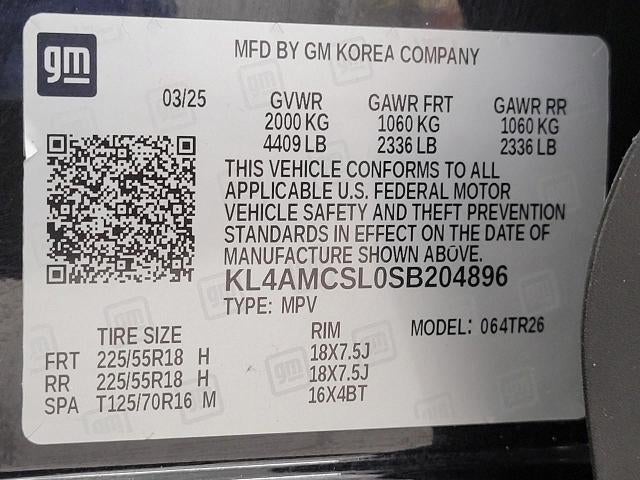 gm
MFD BY GM KOREA COMPANY
03/25 GVWR GAWR FRT GAWR RR
2000 KG 1060 KG 1060 KG
4409 LB 2336 LB 2336 LB
THIS VEHICLE CONFORMS TO ALL
APPLICABLE U.S. FEDERAL MOTOR
VEHICLE SAFETY AND THEFT PREVENTION
STANDARDS IN EFFECT ON THE DATE OF
MANUFACTURE SHOWN ABOVE.
KL4AMCSL0SB204896
TYPE: MPV
TIRE SIZE RIM MODEL: 064TR26
FRT 225/55R18 H 18X7.5J
RR 225/55R18 H 18X7.5J
SPA T125/70R16 M 16X4BT